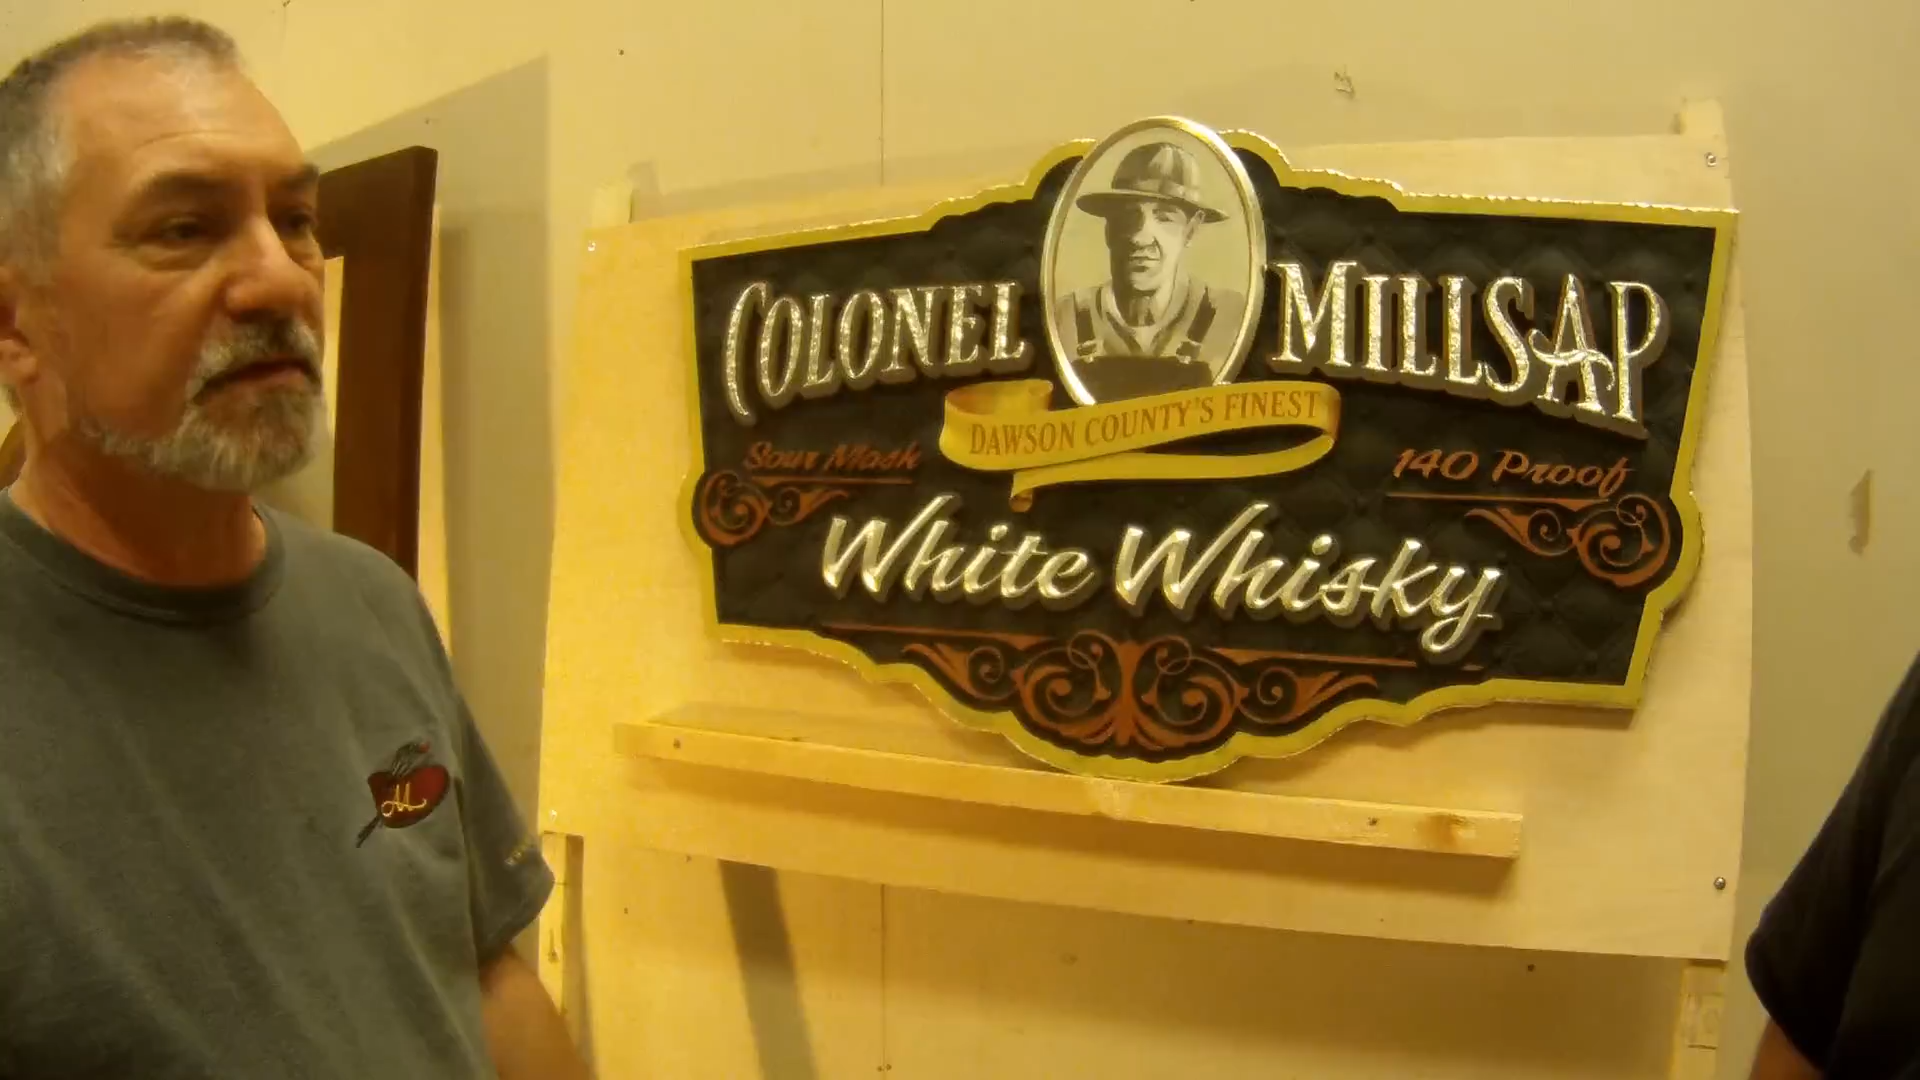 COLONEL MILLSAP
DAWSON COUNTY'S FINEST
Sour Mash
140 Proof
White Whisky
M